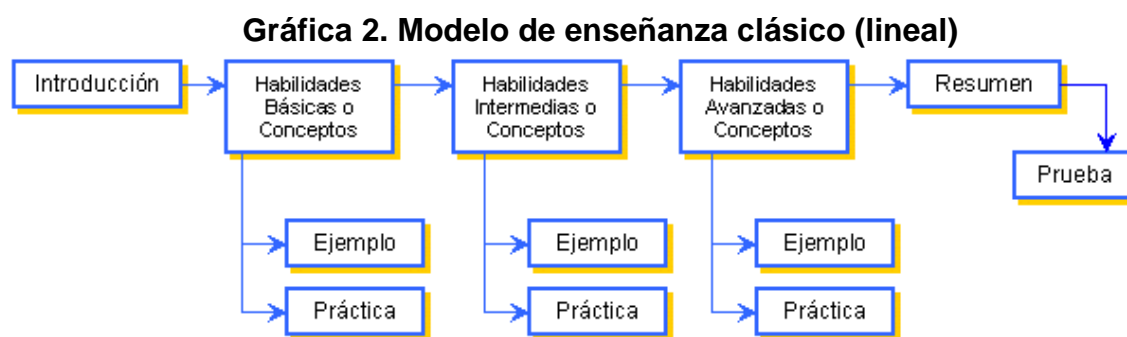 Gráfica 2. Modelo de enseñanza clásico (lineal)
Introducción
Habilidades
Básicas o
Conceptos
Habilidades
Intermedias o
Conceptos
Habilidades
Avanzadas o
Conceptos
Resumen
Prueba
Ejemplo
Ejemplo
Ejemplo
Práctica
Práctica
Práctica